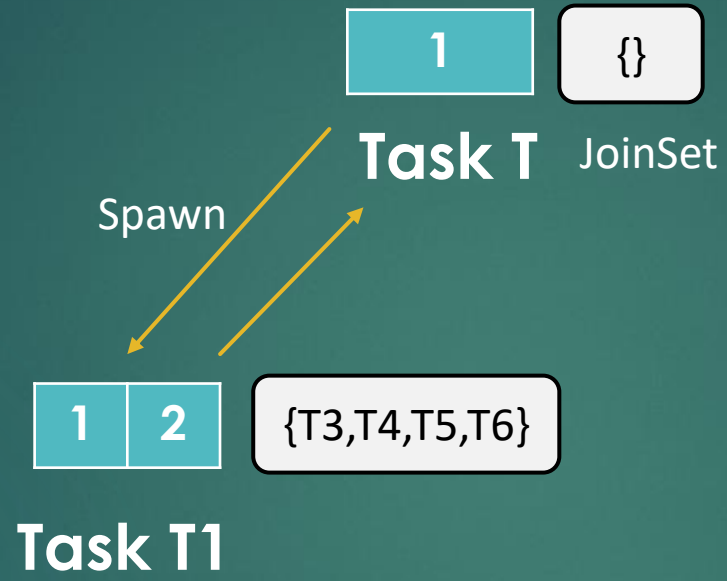 1
{}
Task T
JoinSet
Spawn
1 2
{T3,T4,T5,T6}
Task T1